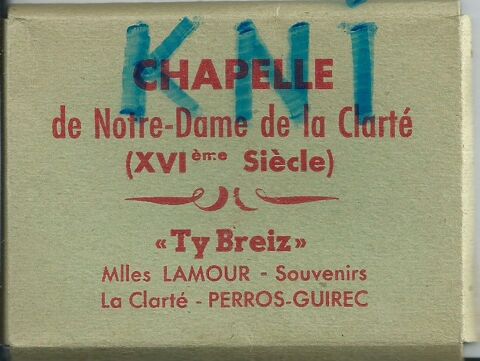 KNi
CHAPELLE
de Notre-Dame de la Clarté
(XVIème Siècle)
« Ty Breiz »
Mlles LAMOUR - Souvenirs
La Clarté - PERROS-GUIREC